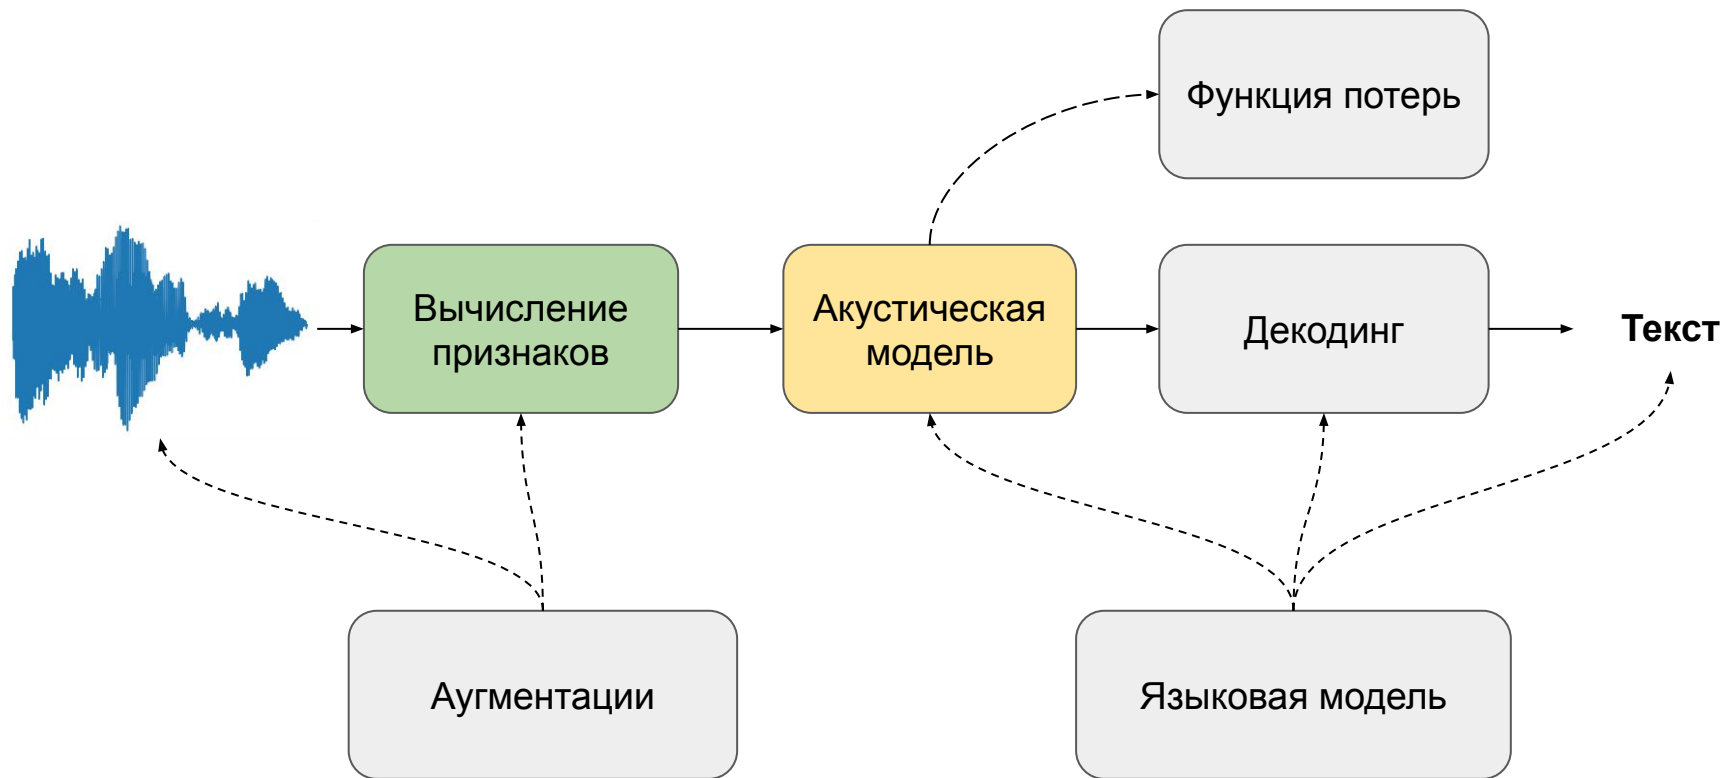 Функция потерь
Вычисление
признаков
Акустическая
модель
Декодинг
Текст
Аугментации
Языковая модель